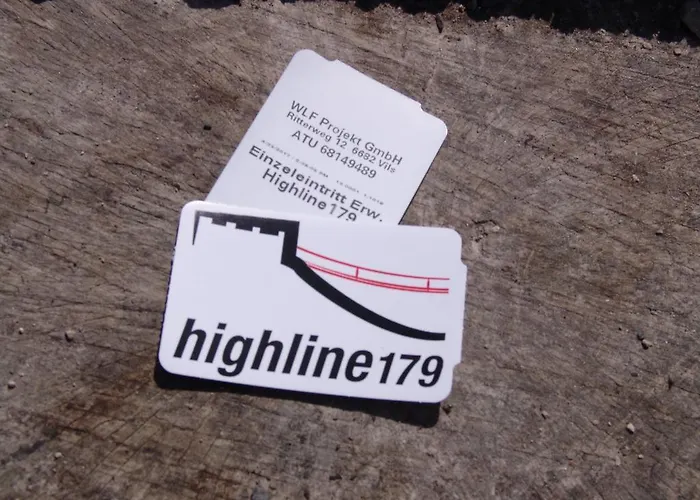 WLF Projekt GmbH
Ritterweg 12, 6682 Vils
ATU 68149489
Einzeleintritt Erw.
Highline179
highline179